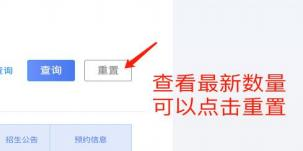 查询 查询 重置
查看最新数量
可以点击重置
招生公告 预约信息